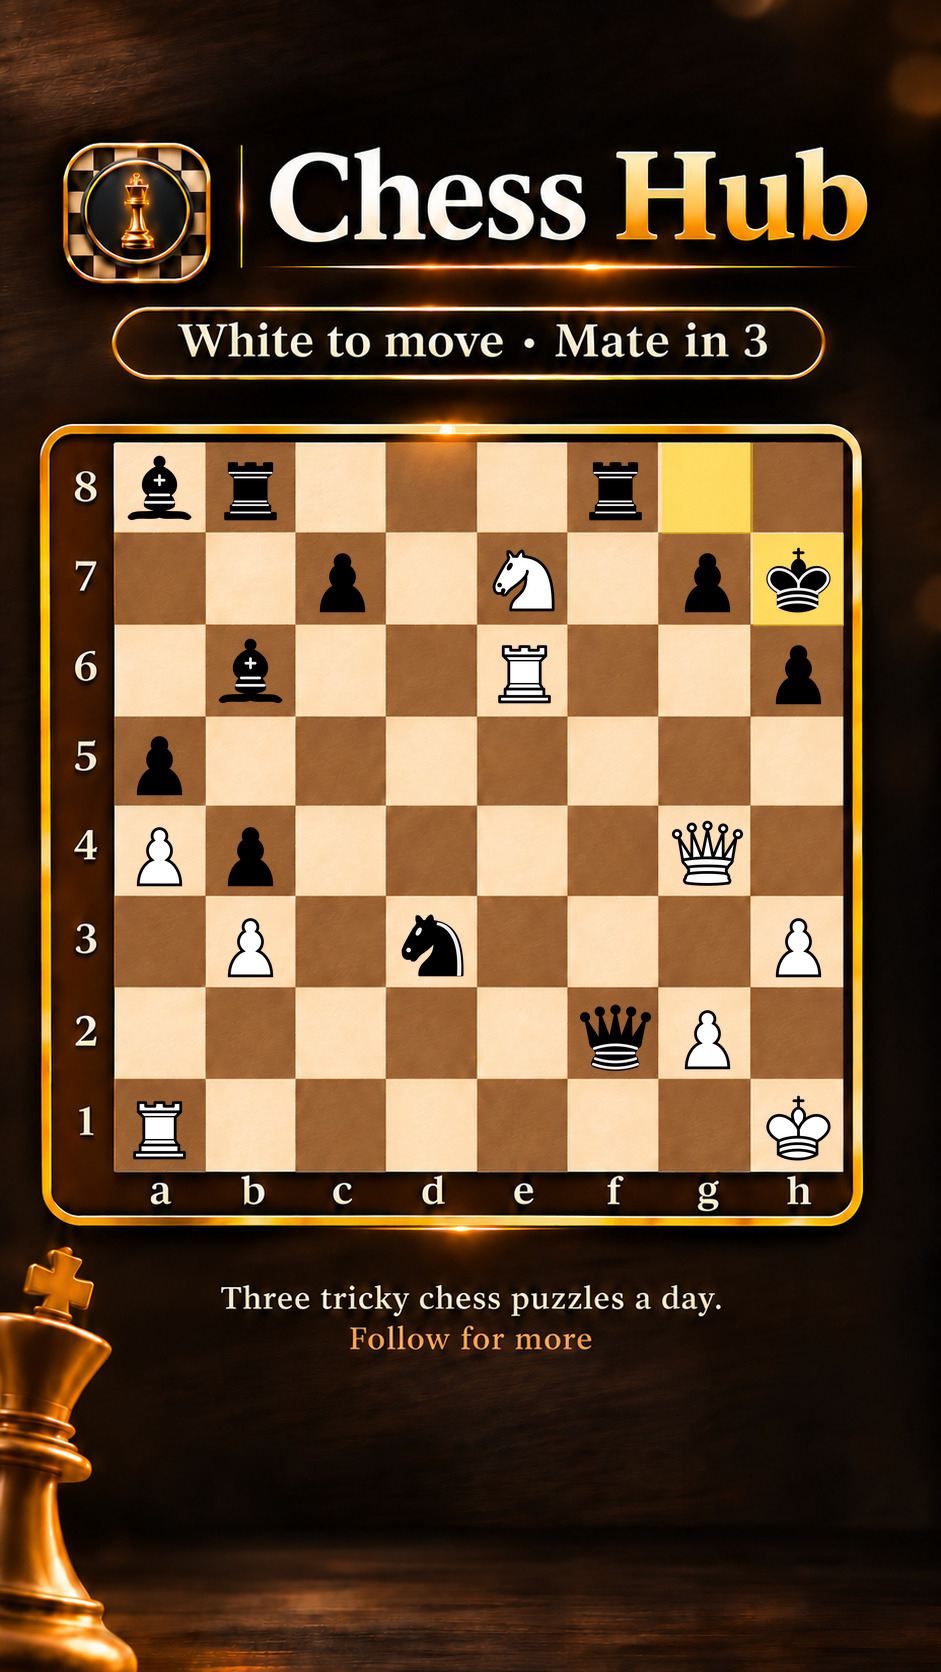 Chess Hub
White to move • Mate in 3
8
7
6
5
4
3
2
1
a b c d e f g h
Three tricky chess puzzles a day.
Follow for more